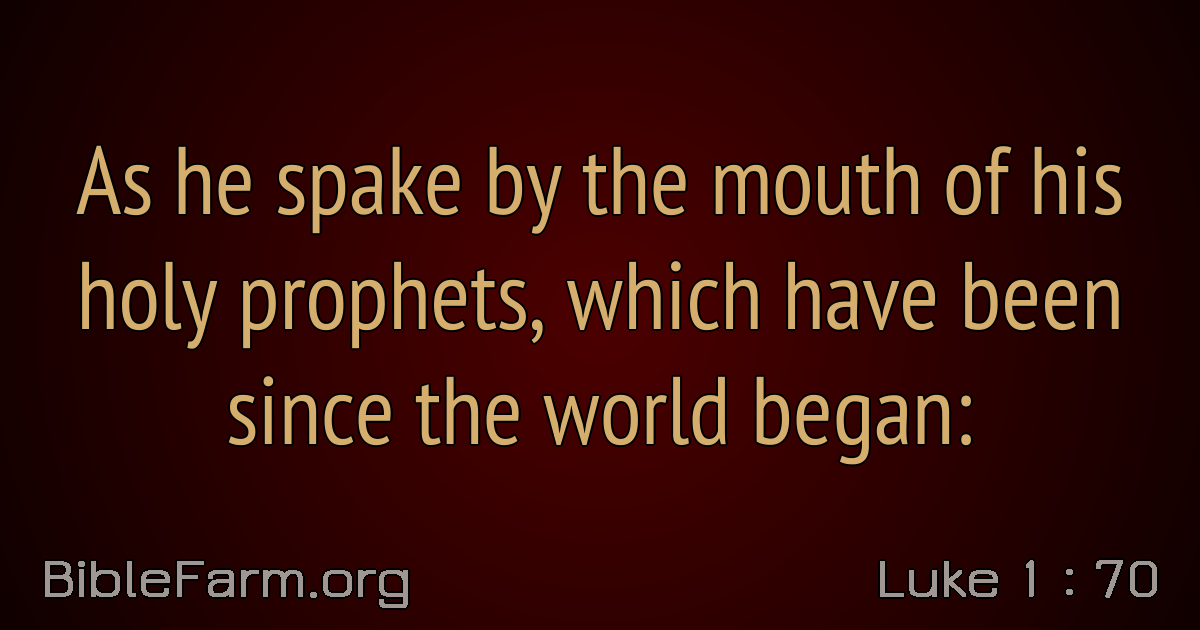 As he spake by the mouth of his
holy prophets, which have been
since the world began:
BibleFarm.org
Luke 1 : 70